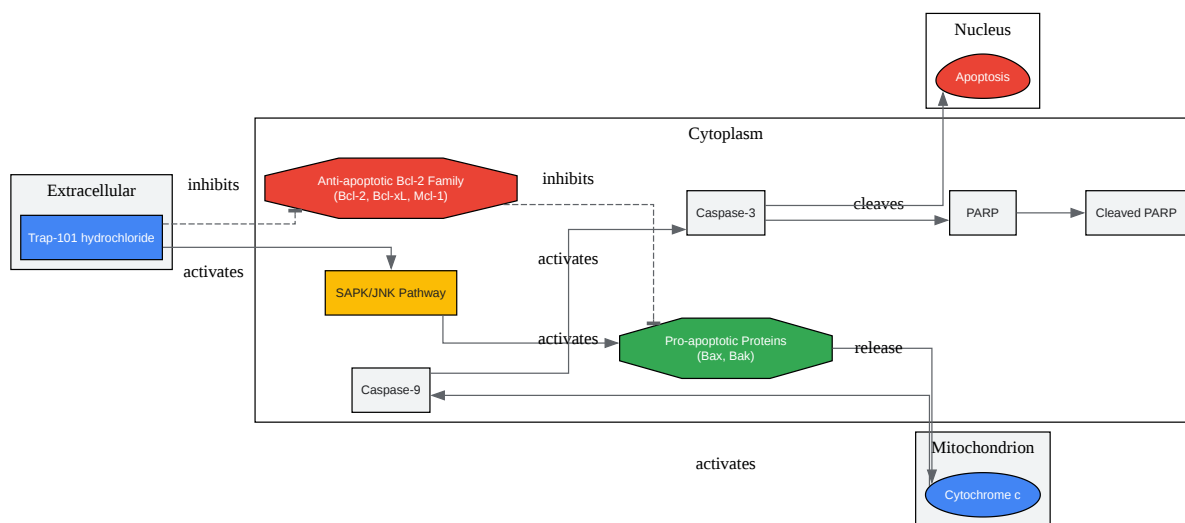 Nucleus
Apoptosis
Cytoplasm
Extracellular
Trap-101 hydrochloride
inhibits
activates
Anti-apoptotic Bcl-2 Family
(Bcl-2, Bcl-xL, Mcl-1)
inhibits
Caspase-3
cleaves
PARP
Cleaved PARP
activates
SAPK/JNK Pathway
activates
Pro-apoptotic Proteins
(Bax, Bak)
release
Caspase-9
activates
Mitochondrion
Cytochrome c